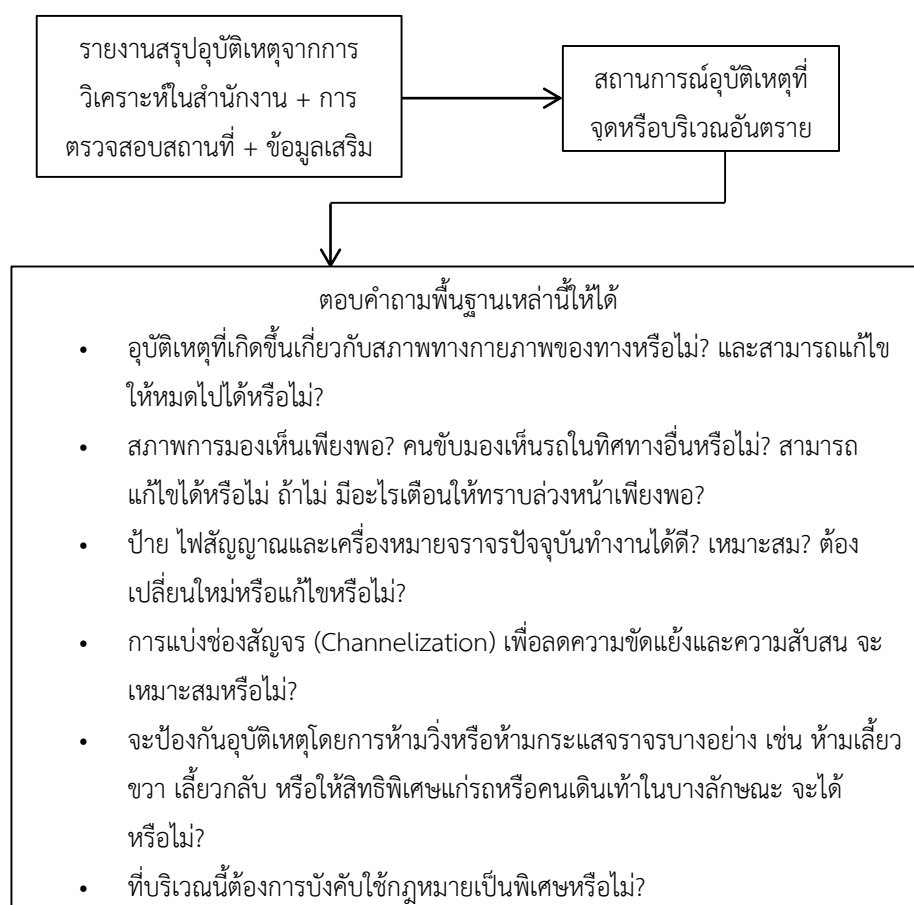 รายงานสรุปอุบัติเหตุจากการ
วิเคราะห์ในสำนักงาน + การ
ตรวจสอบสถานที่ + ข้อมูลเสริม
สถานการณ์อุบัติเหตุที่
จุดหรือบริเวณอันตราย
ตอบคำถามพื้นฐานเหล่านี้ให้ได้
• อุบัติเหตุที่เกิดขึ้นเกี่ยวกับสภาพทางกายภาพของทางหรือไม่? และสามารถแก้ไข
ให้หมดไปได้หรือไม่?
• สภาพการมองเห็นเพียงพอ? คนขับมองเห็นรถในทิศทางอื่นหรือไม่? สามารถ
แก้ไขได้หรือไม่ ถ้าไม่ มีอะไรเตือนให้ทราบล่วงหน้าเพียงพอ?
• ป้าย ไฟสัญญาณและเครื่องหมายจราจรปัจจุบันทำงานได้ดี? เหมาะสม? ต้อง
เปลี่ยนใหม่หรือแก้ไขหรือไม่?
• การแบ่งช่องสัญจร (Channelization) เพื่อลดความขัดแย้งและความสับสน จะ
เหมาะสมหรือไม่?
• จะป้องกันอุบัติเหตุโดยการห้ามวิ่งหรือห้ามกระแสจราจรบางอย่าง เช่น ห้ามเลี้ยว
ขวา เลี้ยวกลับ หรือให้สิทธิพิเศษแก่รถหรือคนเดินเท้าในบางลักษณะ จะได้
หรือไม่?
• ที่บริเวณนี้ต้องการบังคับใช้กฎหมายเป็นพิเศษหรือไม่?